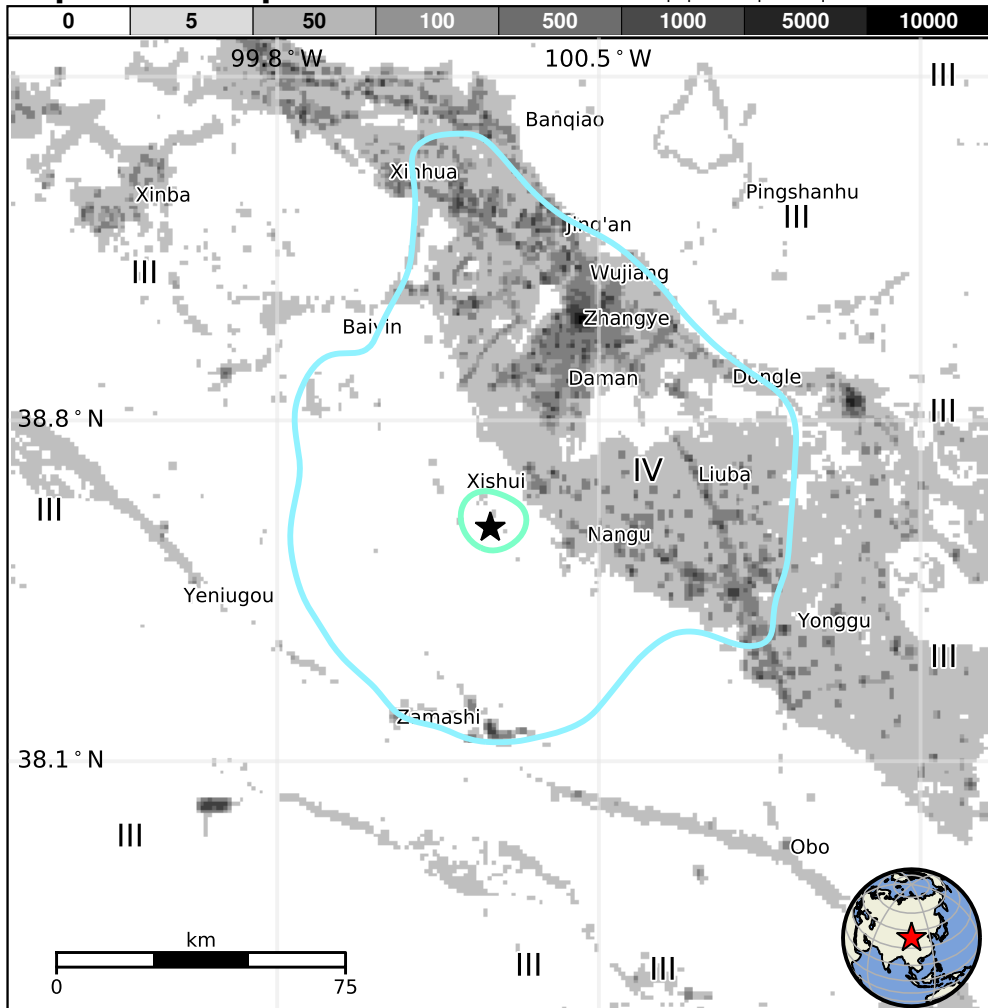 0 5 50 100 500 1000 5000 10000
99.8°W 100.5°W
III
Banqiao
Xinhua
Xinba
Pingshanhu
III
Jing'an
III
Wujiang
Zhangye
Baiyin
Daman
Dongle
38.8°N
III
IV
Liuba
Xishui
III
Nangu
Yeniugou
Yonggu
III
Zamashi
38.1°N
III
Obo
km
III
III
0 75